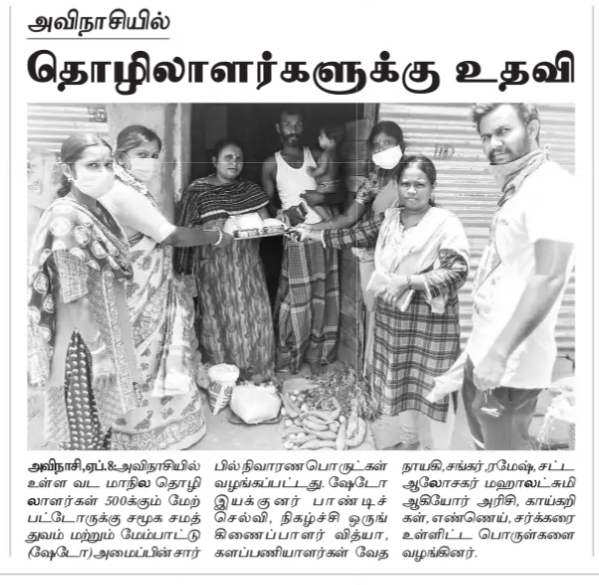 அவிநாசியில்
தொழிலாளர்களுக்கு உதவி
அவிநாசி,ஏப்.8:அவிநாசியில்
உள்ள வட மாநில தொழி
லாளர்கள் 500க்கும் மேற்
பட்டோருக்கு சமூக சமத்
துவம் மற்றும் மேம்பாட்டு
(ஷேடோ) அமைப்பின் சார்
பில் நிவாரண பொருட்கள்
வழங்கப்பட்டது. ஷேடோ
இயக்குனர் பாண்டிச்
செல்வி, நிகழ்ச்சி ஒருங்
கிணைப்பாளர் வித்யா,
களப்பணியாளர்கள் வேத
நாயகி,சங்கர்,ரமேஷ், சட்ட
ஆலோசகர் மஹாலட்சுமி
ஆகியோர் அரிசி, காய்கறி
கள், எண்ணெய், சர்க்கரை
உள்ளிட்ட பொருள்களை
வழங்கினர்.